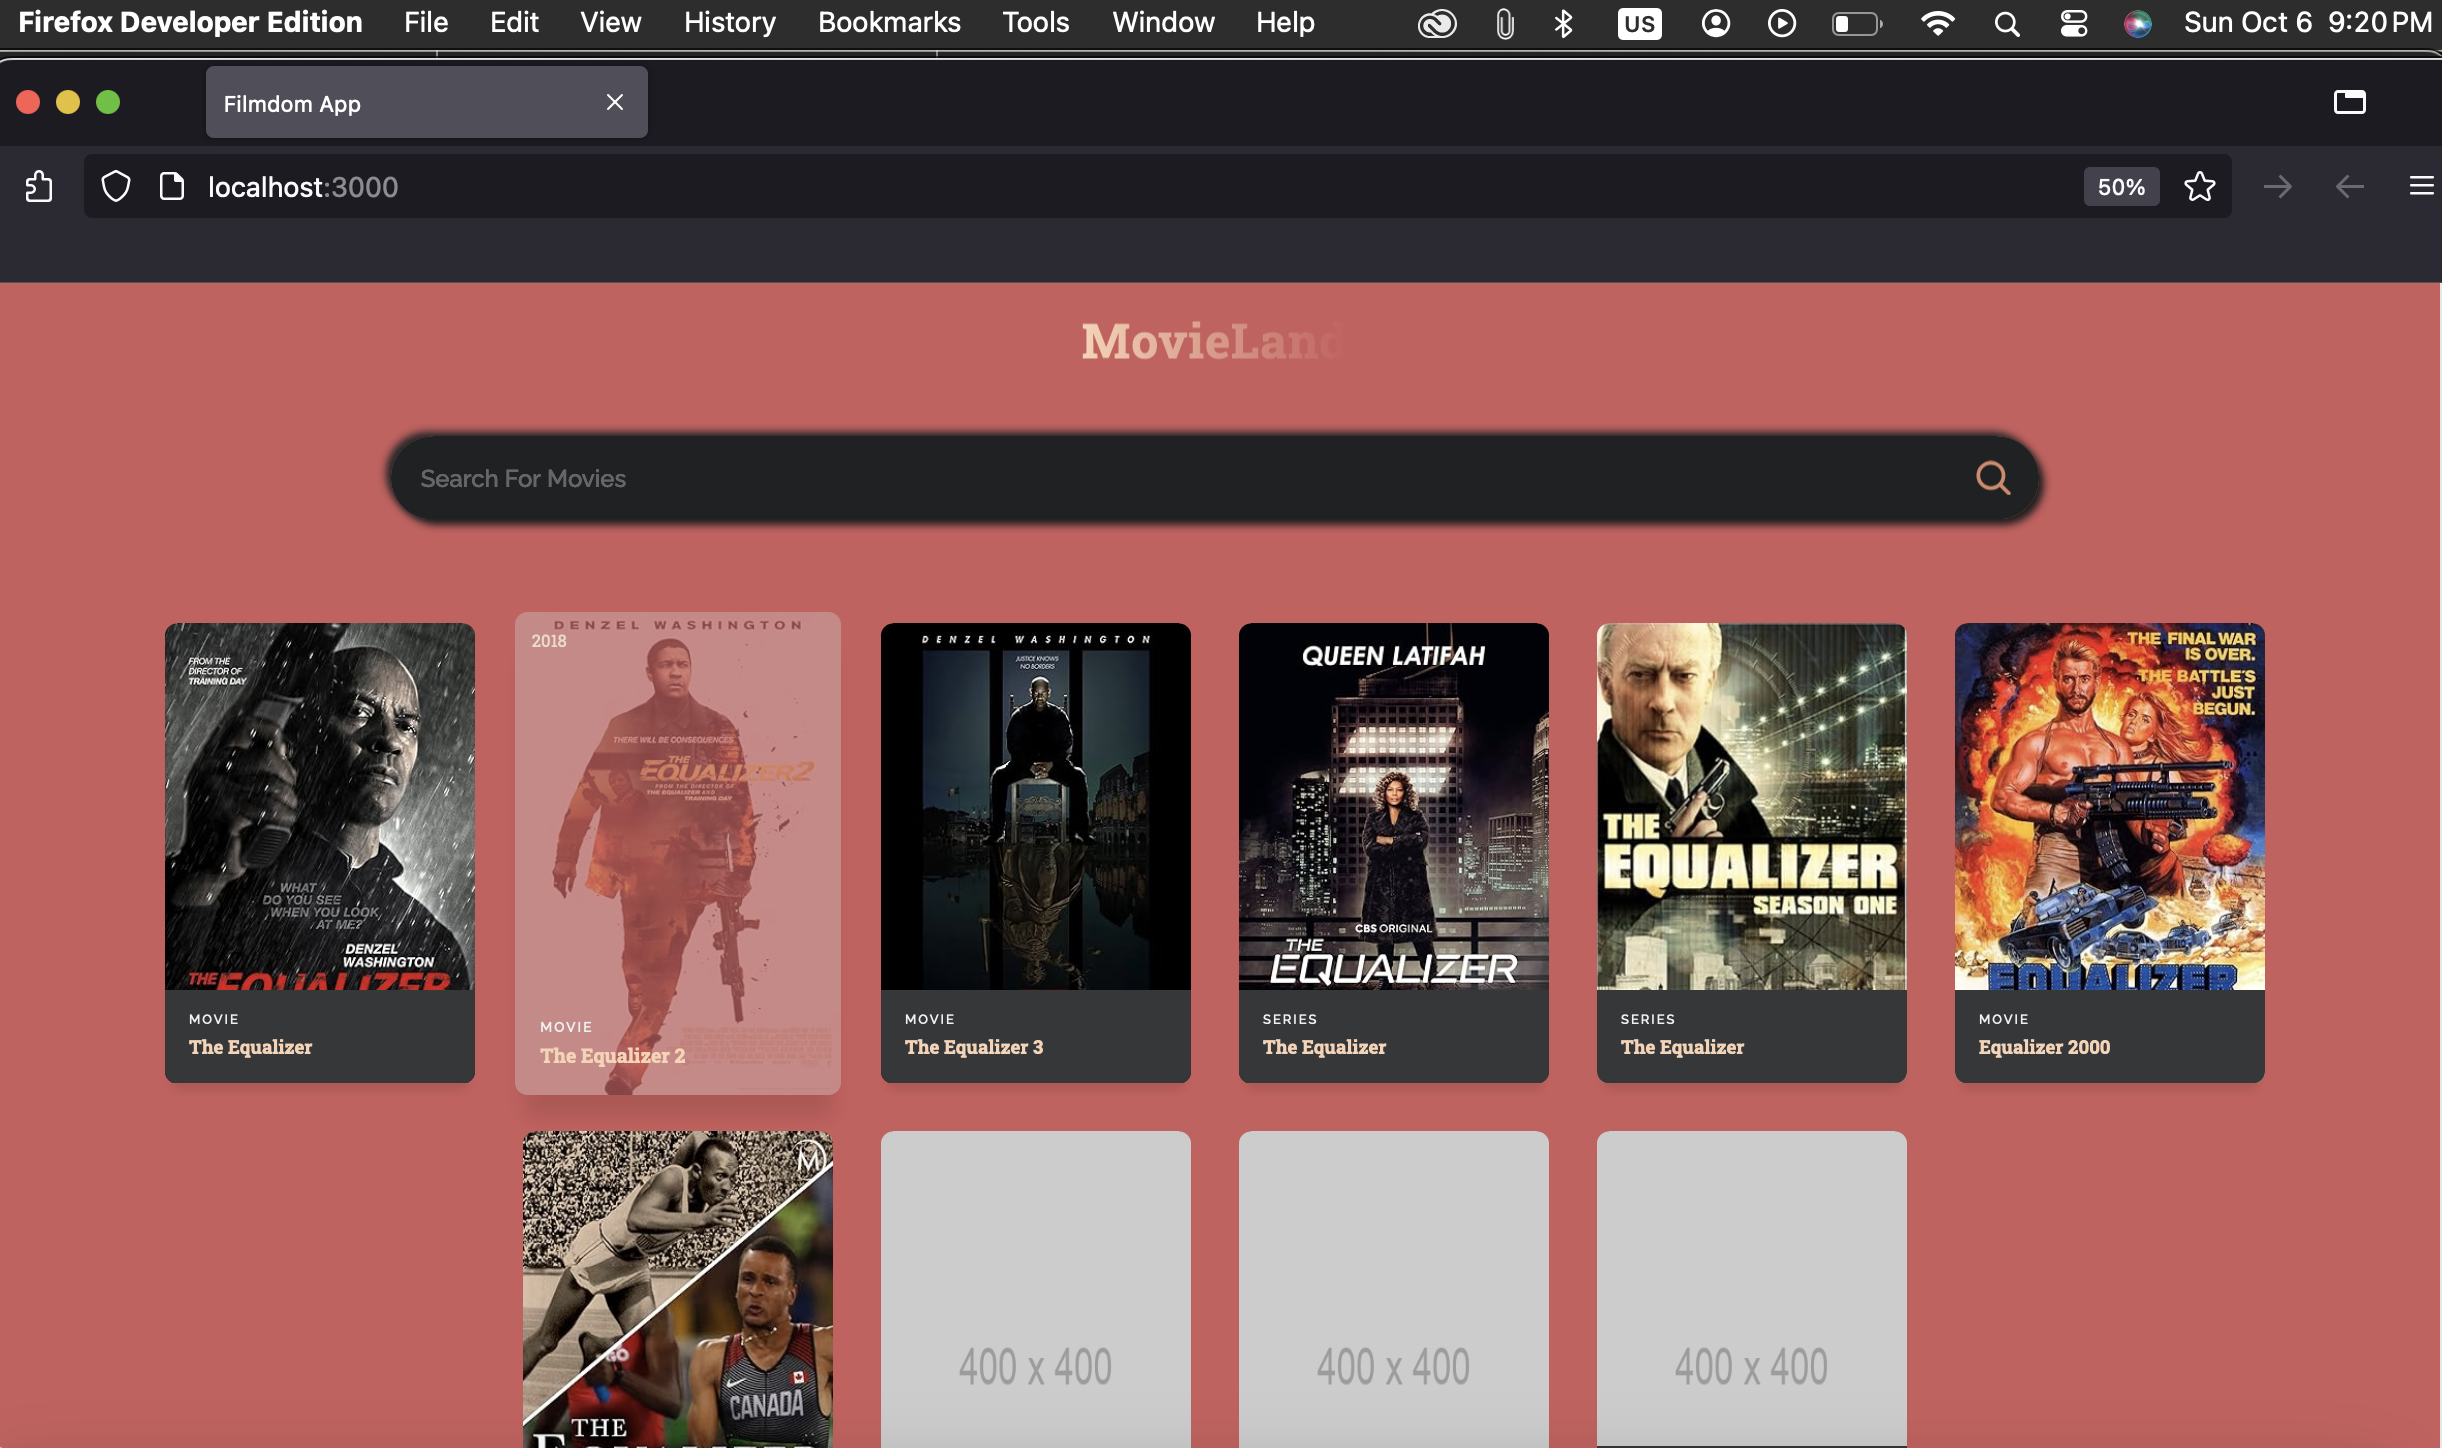 Firefox Developer Edition File Edit View History Bookmarks Tools Window Help US Sun Oct 6 9:20 PM
Filmdom App
localhost:3000 50%
MovieLand
Search For Movies
FROM THE
DIRECTOR OF
TRAINING DAY
WHAT
DO YOU SEE
WHEN YOU LOOK
AT ME?
DENZEL
WASHINGTON
THE EQUALIZER
MOVIE
The Equalizer
DENZEL WASHINGTON
2018
THERE WILL BE CONSEQUENCES
THE
EQUALIZER 2
FROM THE DIRECTOR OF
THE EQUALIZER AND
TRAINING DAY
MOVIE
The Equalizer 2
DENZEL WASHINGTON
JUSTICE KNOWS
NO BORDERS
MOVIE
The Equalizer 3
QUEEN LATIFAH
CBS ORIGINAL
THE
EQUALIZER
SERIES
The Equalizer
THE
EQUALIZER
SEASON ONE
SERIES
The Equalizer
THE FINAL WAR
IS OVER.
THE BATTLE'S
JUST
BEGUN.
EQUALIZER
MOVIE
Equalizer 2000
M
CANADA
THE
400 x 400
400 x 400
400 x 400